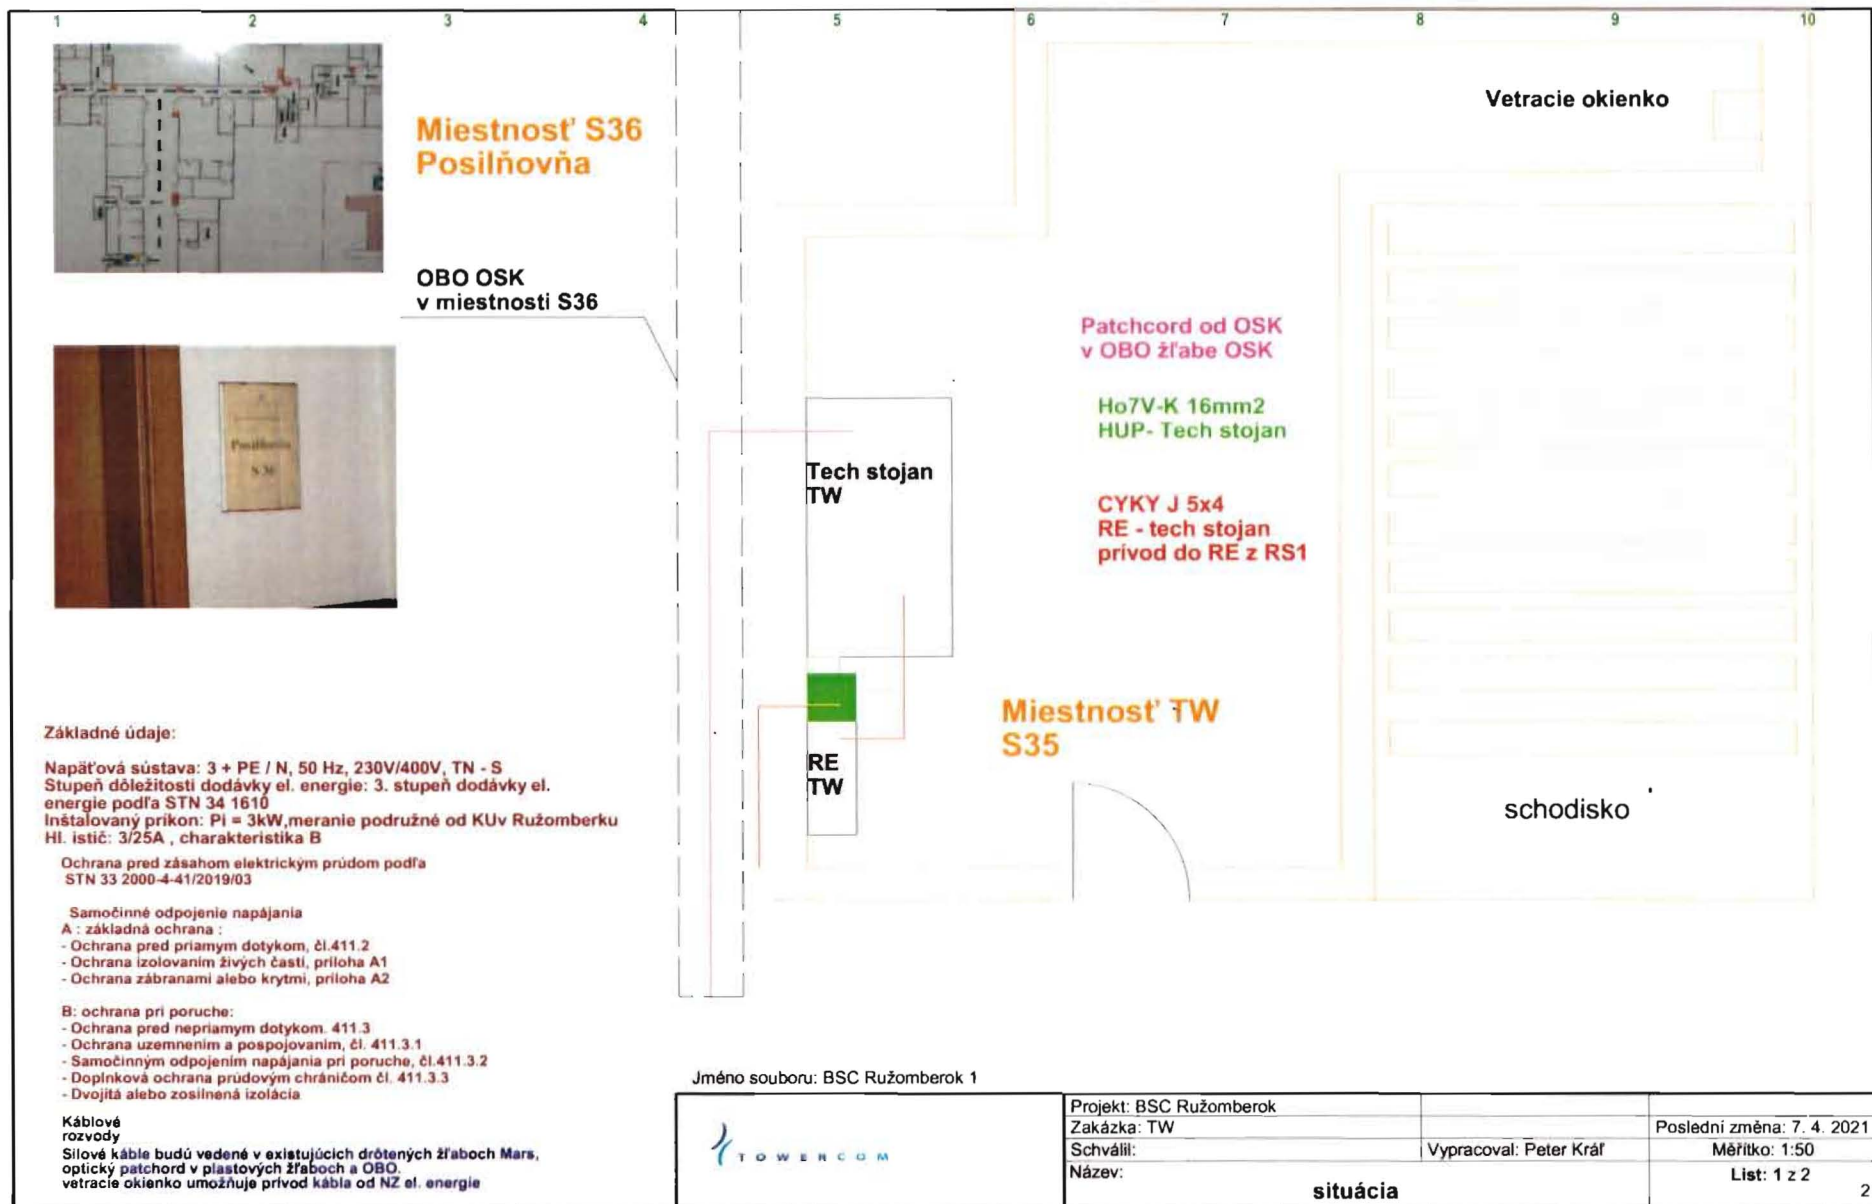 1 2 3 4 5 6 7 8 9 10
Miestnosť S36
Posilňovňa
Vetracie okienko
OBO OSK
v miestnosti S36
Posilňovňa
S 36
Patchcord od OSK
v OBO žľabe OSK
Ho7V-K 16mm2
HUP- Tech stojan
CYKY J 5x4
RE - tech stojan
prívod do RE z RS1
Tech stojan
TW
RE
TW
Miestnosť TW
S35
schodisko
Základné údaje:
Napäťová sústava: 3 + PE / N, 50 Hz, 230V/400V, TN - S
Stupeň dôležitosti dodávky el. energie: 3. stupeň dodávky el.
energie podľa STN 34 1610
Inštalovaný príkon: Pi = 3kW,meranie podružné od KUv Ružomberku
Hl. istič: 3/25A , charakteristika B
Ochrana pred zásahom elektrickým prúdom podľa
STN 33 2000-4-41/2019/03
Samočinné odpojenie napájania
A : základná ochrana :
- Ochrana pred priamym dotykom, čl.411.2
- Ochrana izolovaním živých častí, príloha A1
- Ochrana zábranami alebo krytmi, príloha A2
B: ochrana pri poruche:
- Ochrana pred nepriamym dotykom. 411.3
- Ochrana uzemnením a pospojovaním, čl. 411.3.1
- Samočinným odpojením napájania pri poruche, čl.411.3.2
- Doplnková ochrana prúdovým chráničom čl. 411.3.3
- Dvojitá alebo zosilnená izolácia
Káblové
rozvody
Silové káble budú vedené v existujúcich drôtených žľaboch Mars,
optický patchord v plastových žľaboch a OBO.
vetracie okienko umožňuje prívod kábla od NZ el. energie
Jméno souboru: BSC Ružomberok 1
TOWERCOM
Projekt: BSC Ružomberok
Zakázka: TW
Poslední změna: 7. 4. 2021
Schválil:
Vypracoval: Peter Kráľ
Měřítko: 1:50
Název:
situácia
List: 1 z 2
2